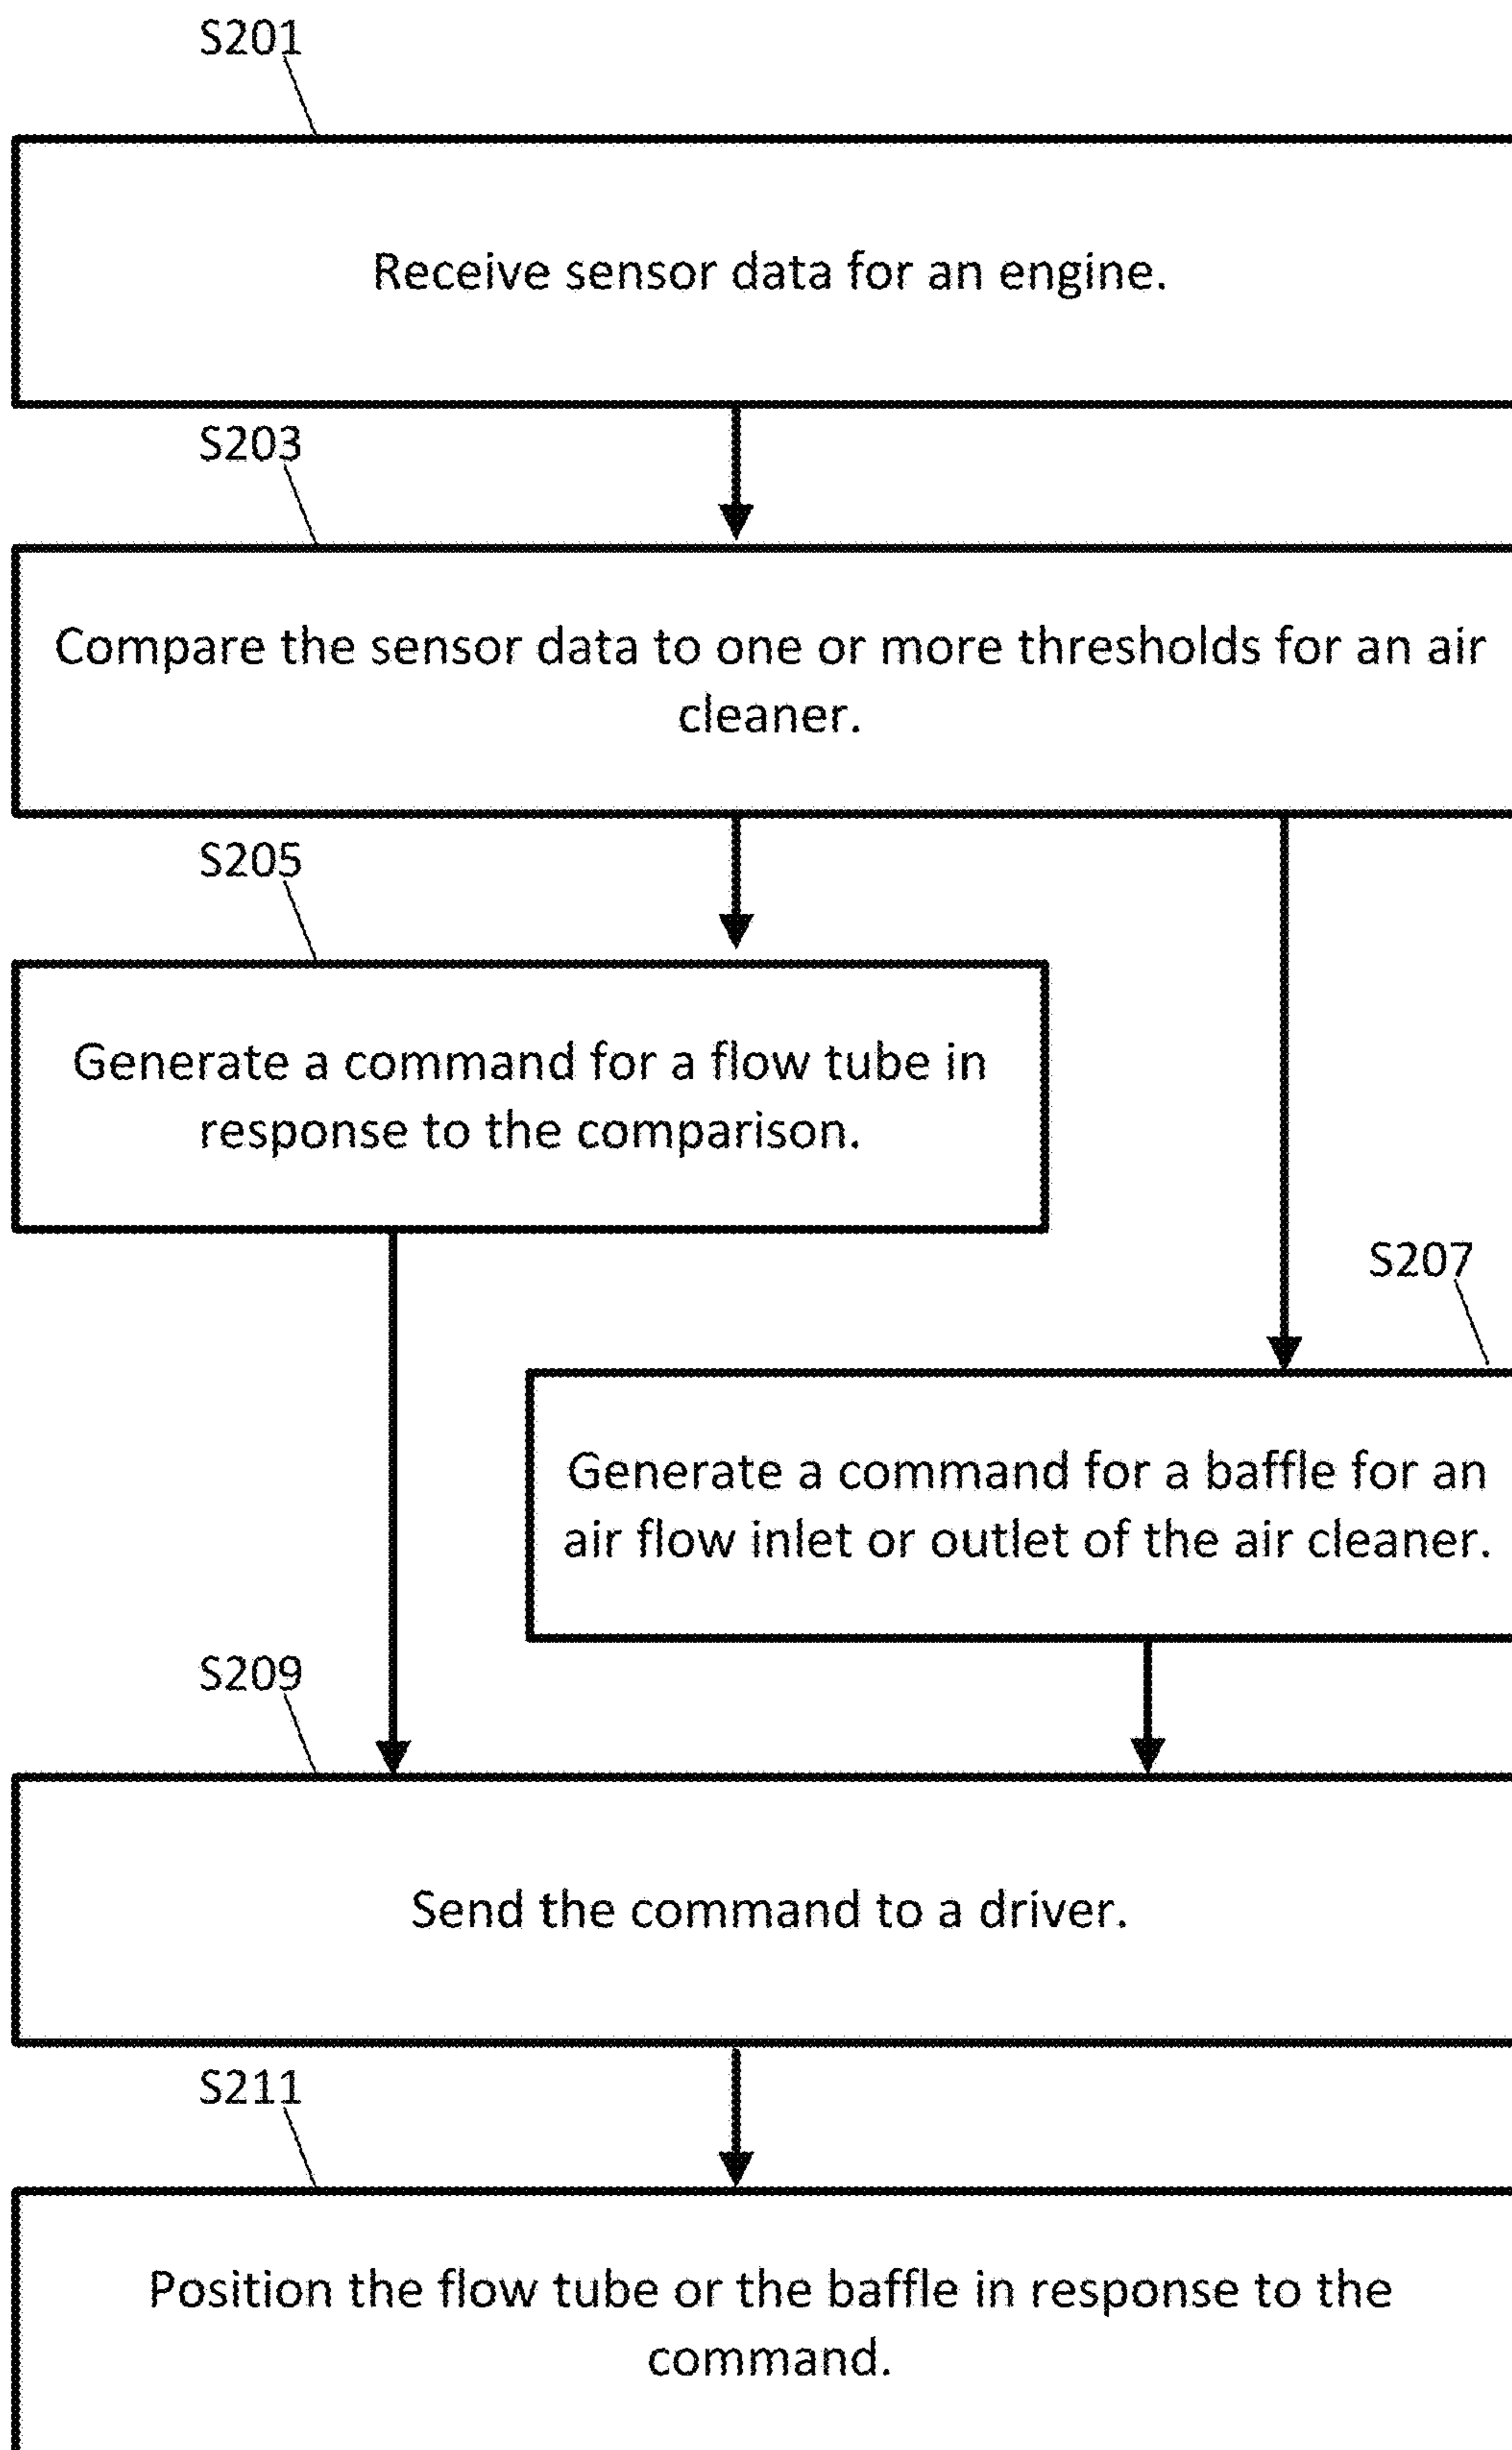 S201
Receive sensor data for an engine.
S203
Compare the sensor data to one or more thresholds for an air
cleaner.
S205
Generate a command for a flow tube in
response to the comparison.
S207
Generate a command for a baffle for an
air flow inlet or outlet of the air cleaner.
S209
Send the command to a driver.
S211
Position the flow tube or the baffle in response to the
command.